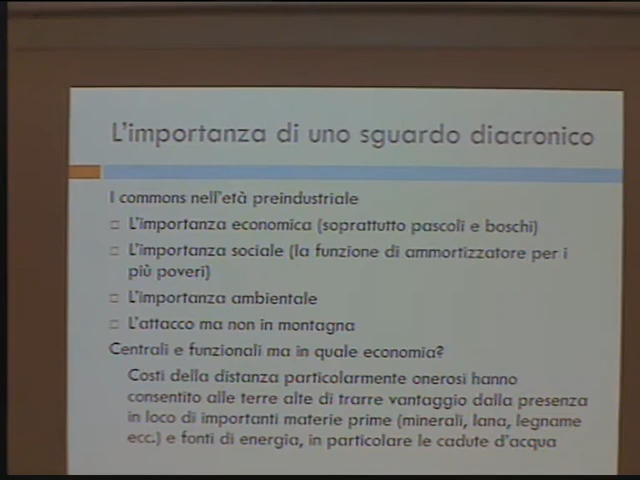 L'importanza di uno sguardo diacronico
I commons nell'età preindustriale
L'importanza economica (soprattutto pascoli e boschi)
L'importanza sociale (la funzione di ammortizzatore per i
più poveri)
L'importanza ambientale
L'attacco ma non in montagna
Centrali e funzionali ma in quale economia?
Costi della distanza particolarmente onerosi hanno
consentito alle terre alte di trarre vantaggio dalla presenza
in loco di importanti materie prime (minerali, lana, legname
ecc.) e fonti di energia, in particolare le cadute d'acqua